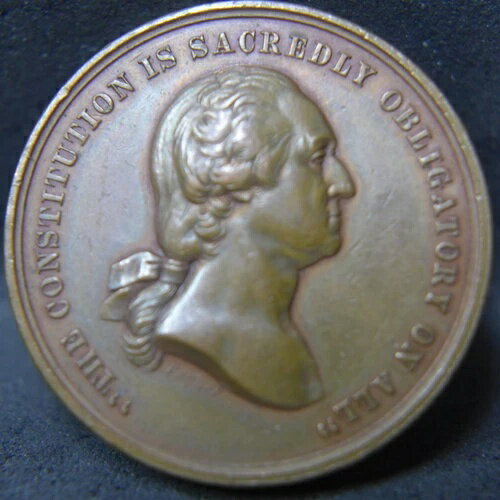 "THE CONSTITUTION IS SACREDLY OBLIGATORY ON ALL"